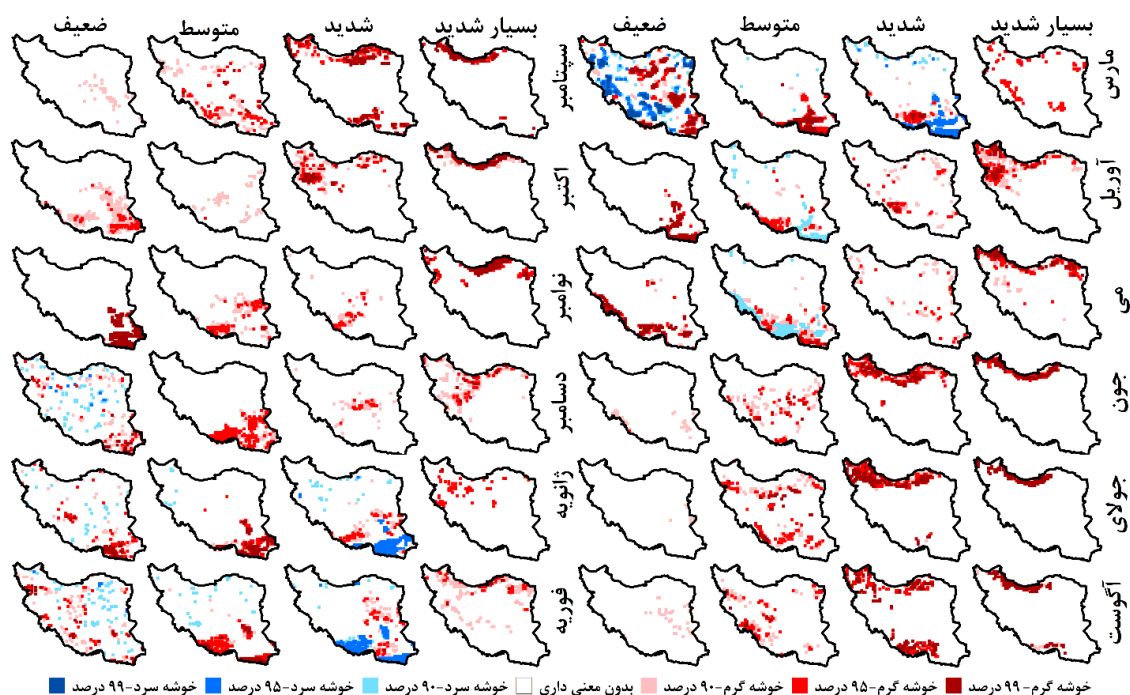 بسیار شدید شدید متوسط ضعیف بسیار شدید شدید متوسط ضعیف
مارس
سپتامبر
آوریل
اکتبر
می
نوامبر
جون
دسامبر
جولای
ژانویه
آگوست
فوریه
خوشه گرم-۹۹ درصد خوشه گرم-۹۵ درصد خوشه گرم-۹۰ درصد بدون معنی داری خوشه سرد-۹۰ درصد خوشه سرد-۹۵ درصد خوشه سرد-۹۹ درصد